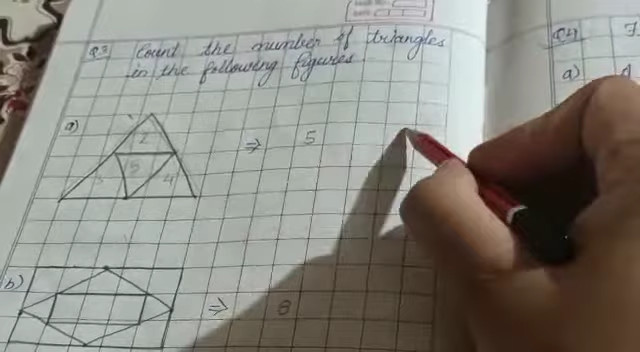 Q3 Count the number of triangles
in the following figures
a) 2 3 5 4 ⇒ 5
b) ⇒ 8
Q4
a)